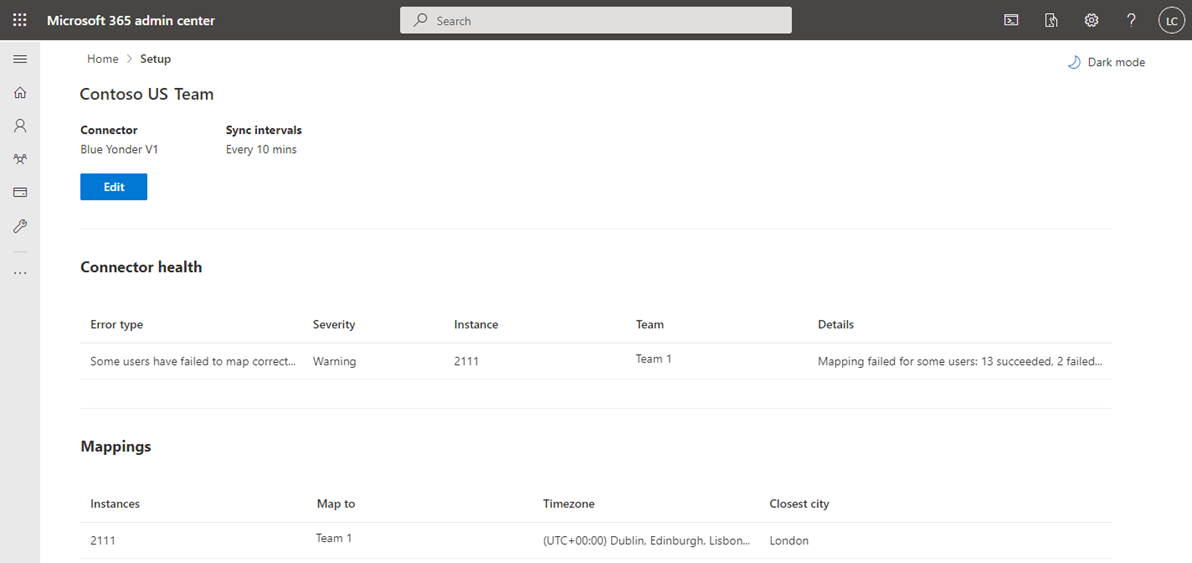 Microsoft 365 admin center
Search
LC
Home > Setup
Dark mode
Contoso US Team
Connector Sync intervals
Blue Yonder V1 Every 10 mins
Edit
Connector health
Error type Severity Instance Team Details
Some users have failed to map correct... Warning 2111 Team 1 Mapping failed for some users: 13 succeeded, 2 failed...
Mappings
Instances Map to Timezone Closest city
2111 Team 1 (UTC+00:00) Dublin, Edinburgh, Lisbon... London